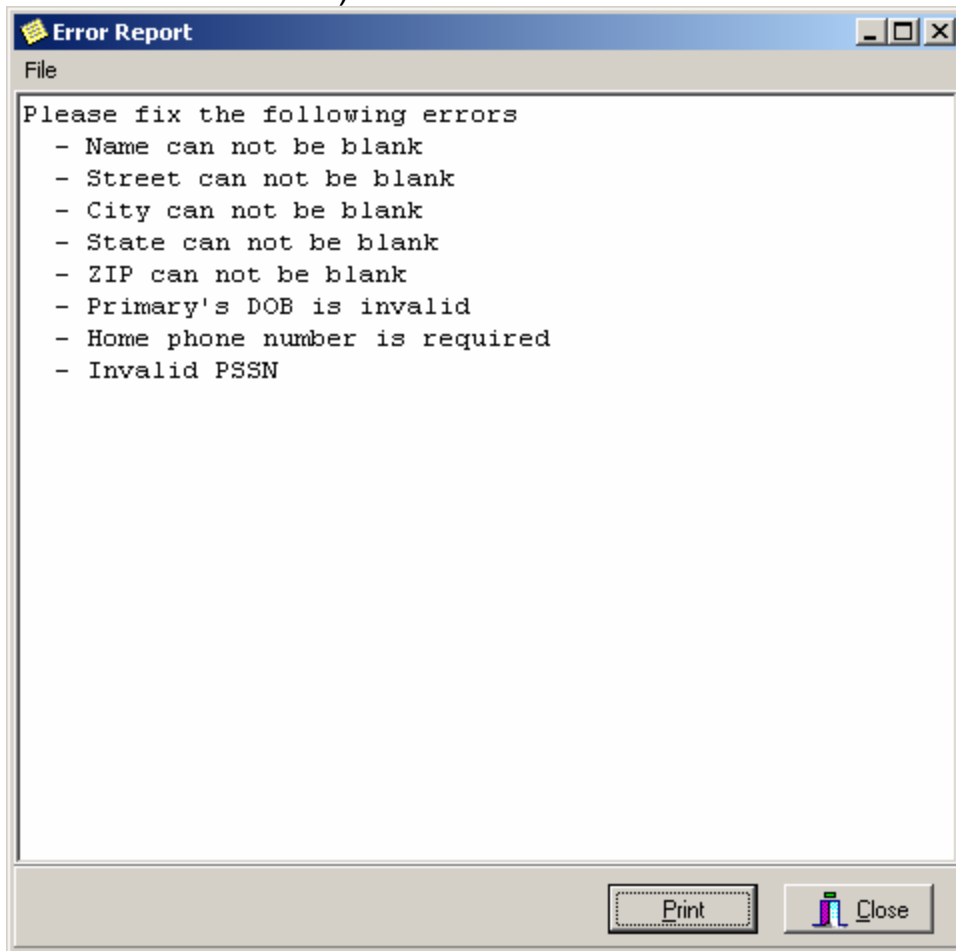 )
Error Report
File
Please fix the following errors
- Name can not be blank
- Street can not be blank
- City can not be blank
- State can not be blank
- ZIP can not be blank
- Primary's DOB is invalid
- Home phone number is required
- Invalid PSSN
Print
Close